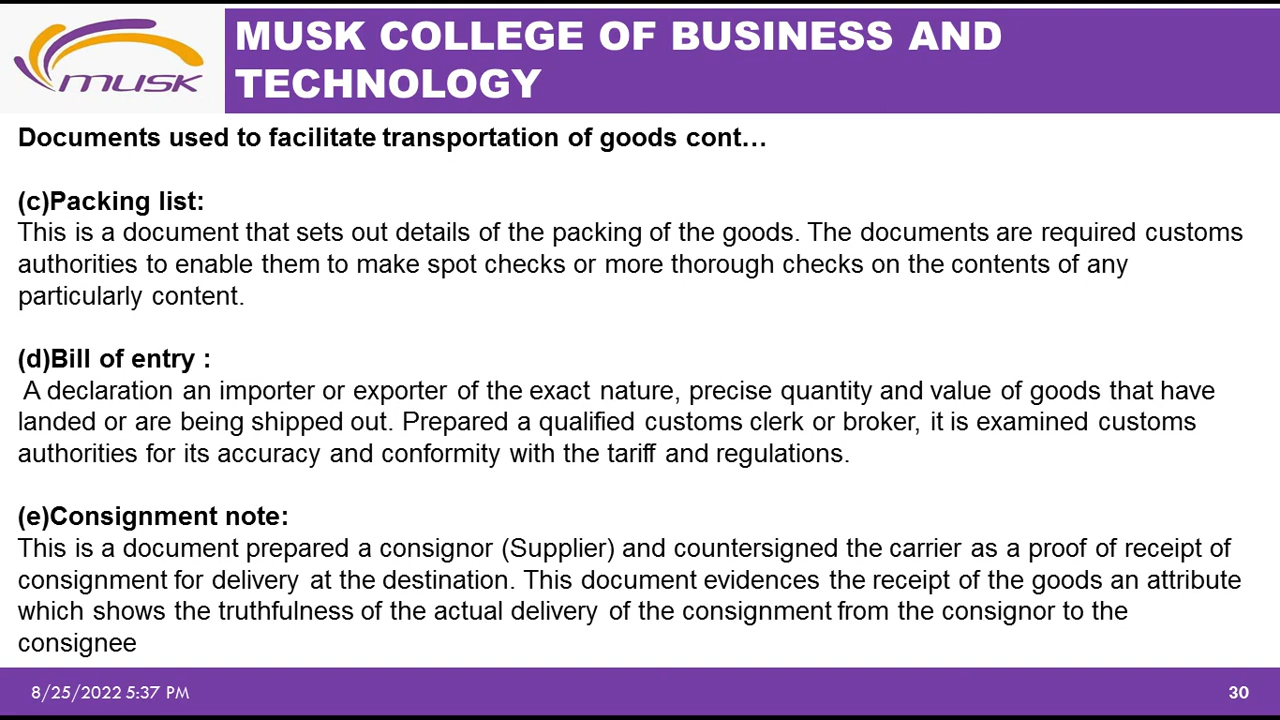 musk
MUSK COLLEGE OF BUSINESS AND
TECHNOLOGY
Documents used to facilitate transportation of goods cont…
(c)Packing list:
This is a document that sets out details of the packing of the goods. The documents are required customs
authorities to enable them to make spot checks or more thorough checks on the contents of any
particularly content.
(d)Bill of entry :
A declaration an importer or exporter of the exact nature, precise quantity and value of goods that have
landed or are being shipped out. Prepared a qualified customs clerk or broker, it is examined customs
authorities for its accuracy and conformity with the tariff and regulations.
(e)Consignment note:
This is a document prepared a consignor (Supplier) and countersigned the carrier as a proof of receipt of
consignment for delivery at the destination. This document evidences the receipt of the goods an attribute
which shows the truthfulness of the actual delivery of the consignment from the consignor to the
consignee
8/25/2022 5:37 PM
30